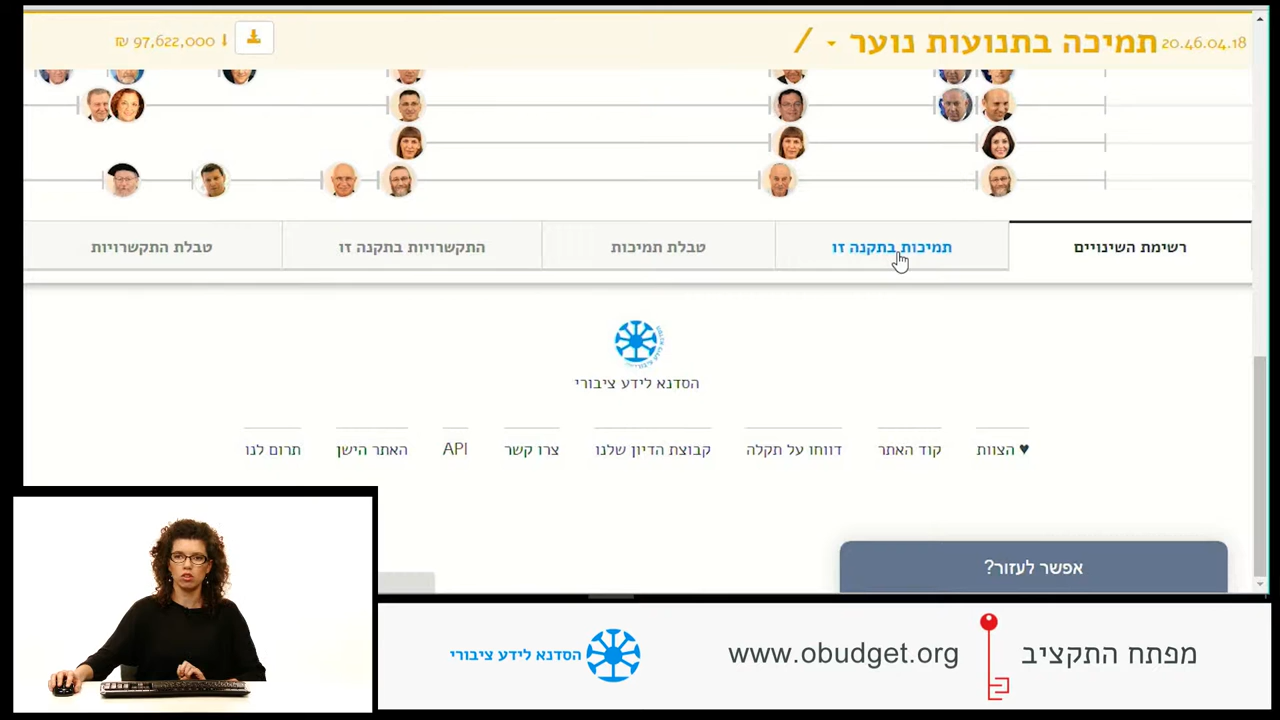 20.46.04.18 תמיכה בתנועות נוער /
97,622,000 ₪
רשימת השינויים
תמיכות בתקנה זו
טבלת תמיכות
התקשרויות בתקנה זו
טבלת התקשרויות
הסדנא לידע ציבורי
♥ הצוות
קוד האתר
דווחו על תקלה
קבוצת הדיון שלנו
צרו קשר
API
האתר הישן
תרום לנו
אפשר לעזור?
מפתח התקציב
www.obudget.org
הסדנא לידע ציבורי